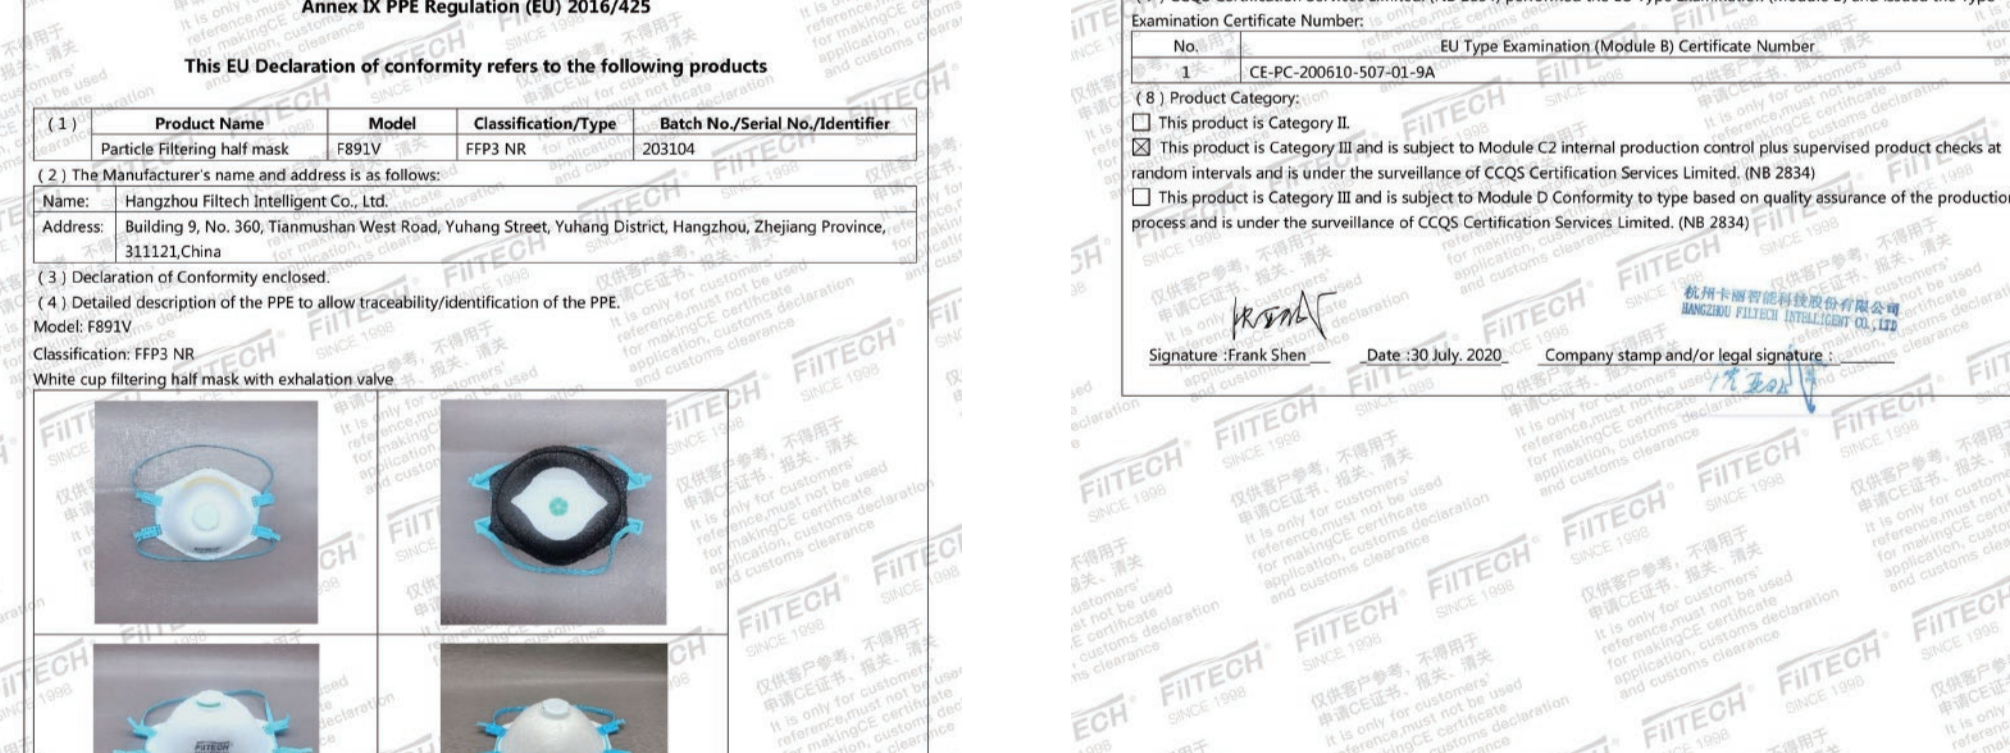 Annex IX PPE Regulation (EU) 2016/425
This EU Declaration of conformity refers to the following products
(1) Product Name Model Classification/Type Batch No./Serial No./Identifier
Particle Filtering half mask F891V FFP3 NR 203104
(2) The Manufacturer's name and address is as follows:
Name: Hangzhou Filtech Intelligent Co., Ltd.
Address: Building 9, No. 360, Tianmushan West Road, Yuhang Street, Yuhang District, Hangzhou, Zhejiang Province,
311121,China
(3) Declaration of Conformity enclosed.
(4) Detailed description of the PPE to allow traceability/identification of the PPE.
Model: F891V
Classification: FFP3 NR
White cup filtering half mask with exhalation valve
FilTECH
Examination Certificate Number:
No. EU Type Examination (Module B) Certificate Number
1 CE-PC-200610-507-01-9A
(8) Product Category:
This product is Category II.
This product is Category III and is subject to Module C2 internal production control plus supervised product checks at
random intervals and is under the surveillance of CCQS Certification Services Limited. (NB 2834)
This product is Category III and is subject to Module D Conformity to type based on quality assurance of the production
process and is under the surveillance of CCQS Certification Services Limited. (NB 2834)
杭州卡丽智能科技股份有限公司
HANGZHOU FILTECH INTELLIGENT CO.,LTD
Signature :Frank Shen Date :30 July. 2020 Company stamp and/or legal signature :
FilTECH
SINCE 1998
仅供客户参考，不得用于
申请CE证书、报关、清关
It is only for customers'
reference,must not be used
for makingCE certificate
application, customs declaration
and customs clearance